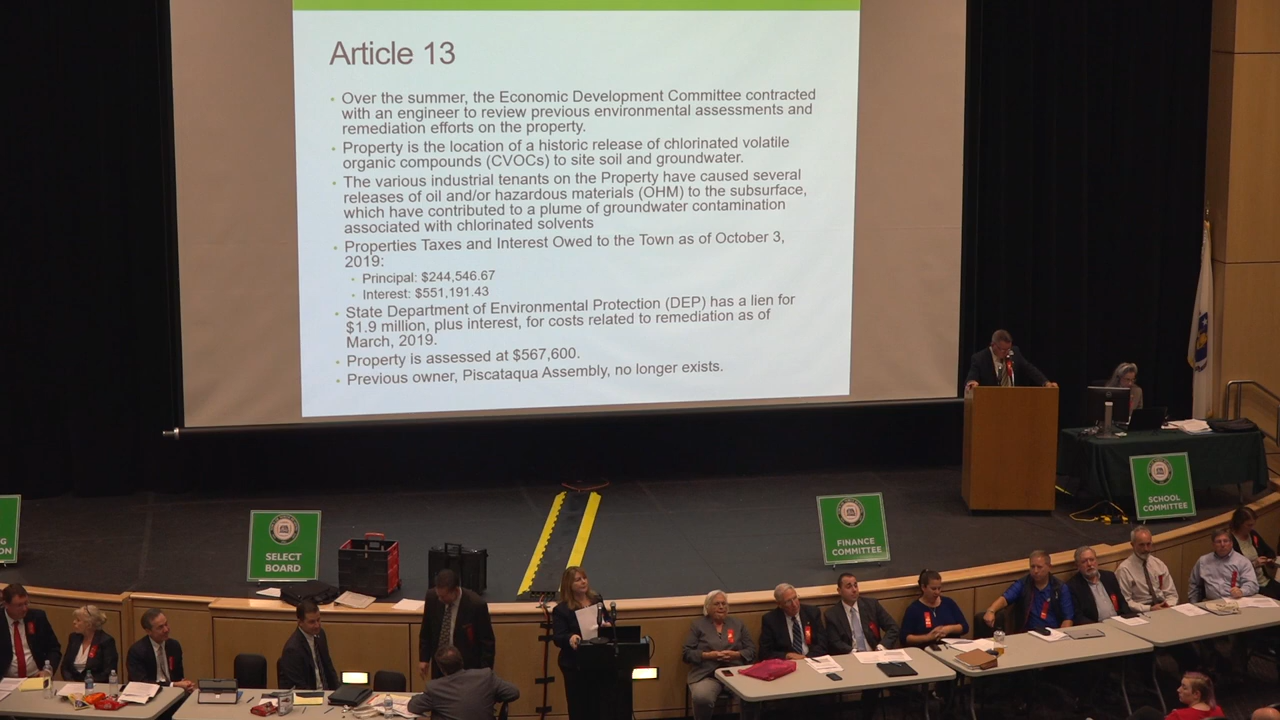 Article 13
• Over the summer, the Economic Development Committee contracted
with an engineer to review previous environmental assessments and
remediation efforts on the property.
• Property is the location of a historic release of chlorinated volatile
organic compounds (CVOCs) to site soil and groundwater.
• The various industrial tenants on the Property have caused several
releases of oil and/or hazardous materials (OHM) to the subsurface,
which have contributed to a plume of groundwater contamination
associated with chlorinated solvents
• Properties Taxes and Interest Owed to the Town as of October 3,
2019:
• Principal: $244,546.67
• Interest: $551,191.43
• State Department of Environmental Protection (DEP) has a lien for
$1.9 million, plus interest, for costs related to remediation as of
March, 2019.
• Property is assessed at $567,600.
• Previous owner, Piscataqua Assembly, no longer exists.
G
ON
SELECT
BOARD
FINANCE
COMMITTEE
SCHOOL
COMMITTEE